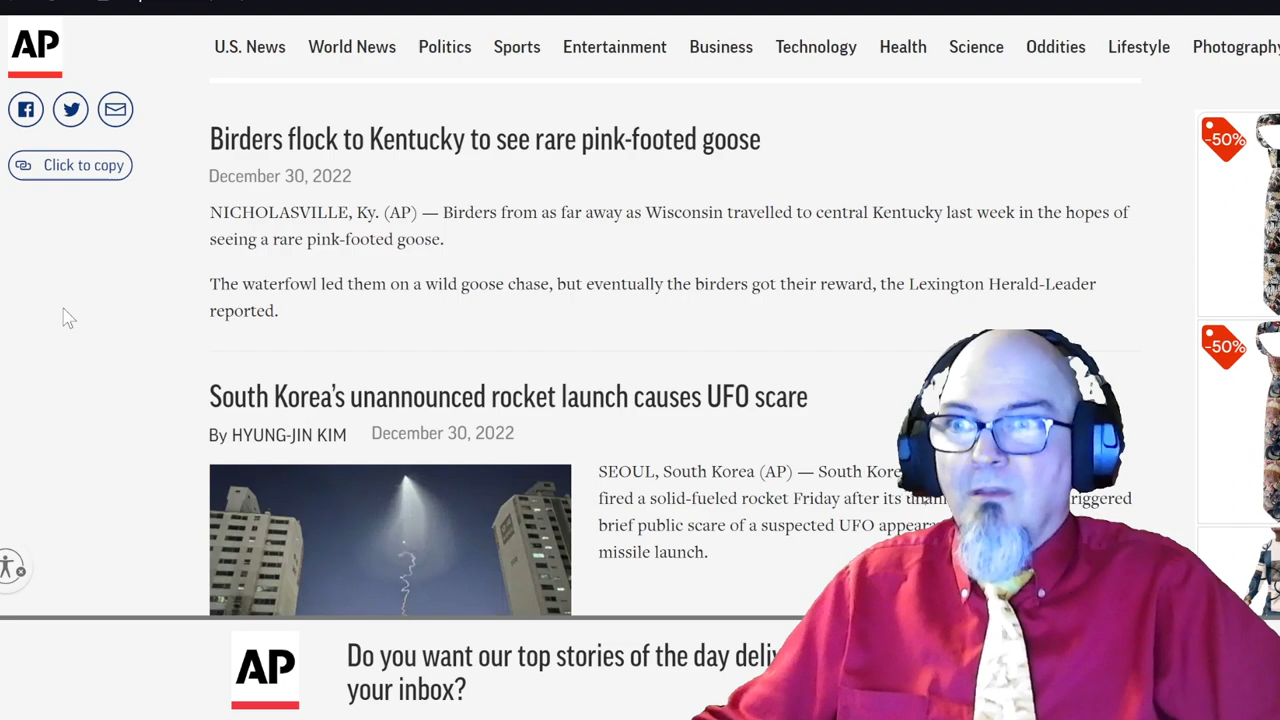 AP
U.S. News World News Politics Sports Entertainment Business Technology Health Science Oddities Lifestyle Photography
Click to copy
Birders flock to Kentucky to see rare pink-footed goose
December 30, 2022
NICHOLASVILLE, Ky. (AP) — Birders from as far away as Wisconsin travelled to central Kentucky last week in the hopes of
seeing a rare pink-footed goose.
The waterfowl led them on a wild goose chase, but eventually the birders got their reward, the Lexington Herald-Leader
reported.
-50%
-50%
South Korea's unannounced rocket launch causes UFO scare
By HYUNG-JIN KIM December 30, 2022
SEOUL, South Korea (AP) — South
fired a solid-fueled rocket Friday after its
brief public scare of a suspected UFO
missile launch.
AP
Do you want our top stories of the day
your inbox?